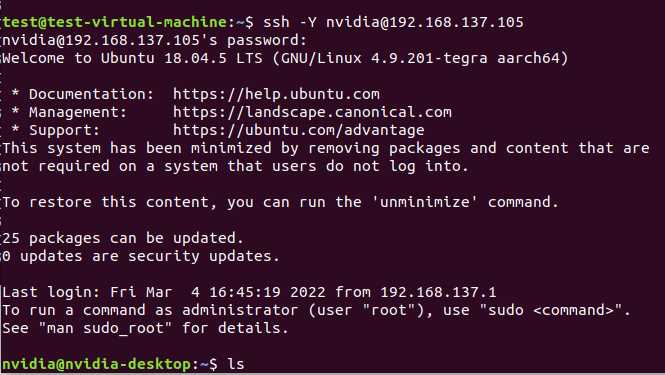 test@test-virtual-machine:~$ ssh -Y nvidia@192.168.137.105
nvidia@192.168.137.105's password:
Welcome to Ubuntu 18.04.5 LTS (GNU/Linux 4.9.201-tegra aarch64)
* Documentation:  https://help.ubuntu.com
* Management:     https://landscape.canonical.com
* Support:        https://ubuntu.com/advantage
This system has been minimized by removing packages and content that are
not required on a system that users do not log into.
To restore this content, you can run the 'unminimize' command.
25 packages can be updated.
0 updates are security updates.
Last login: Fri Mar  4 16:45:19 2022 from 192.168.137.1
To run a command as administrator (user "root"), use "sudo <command>".
See "man sudo_root" for details.
nvidia@nvidia-desktop:~$ ls